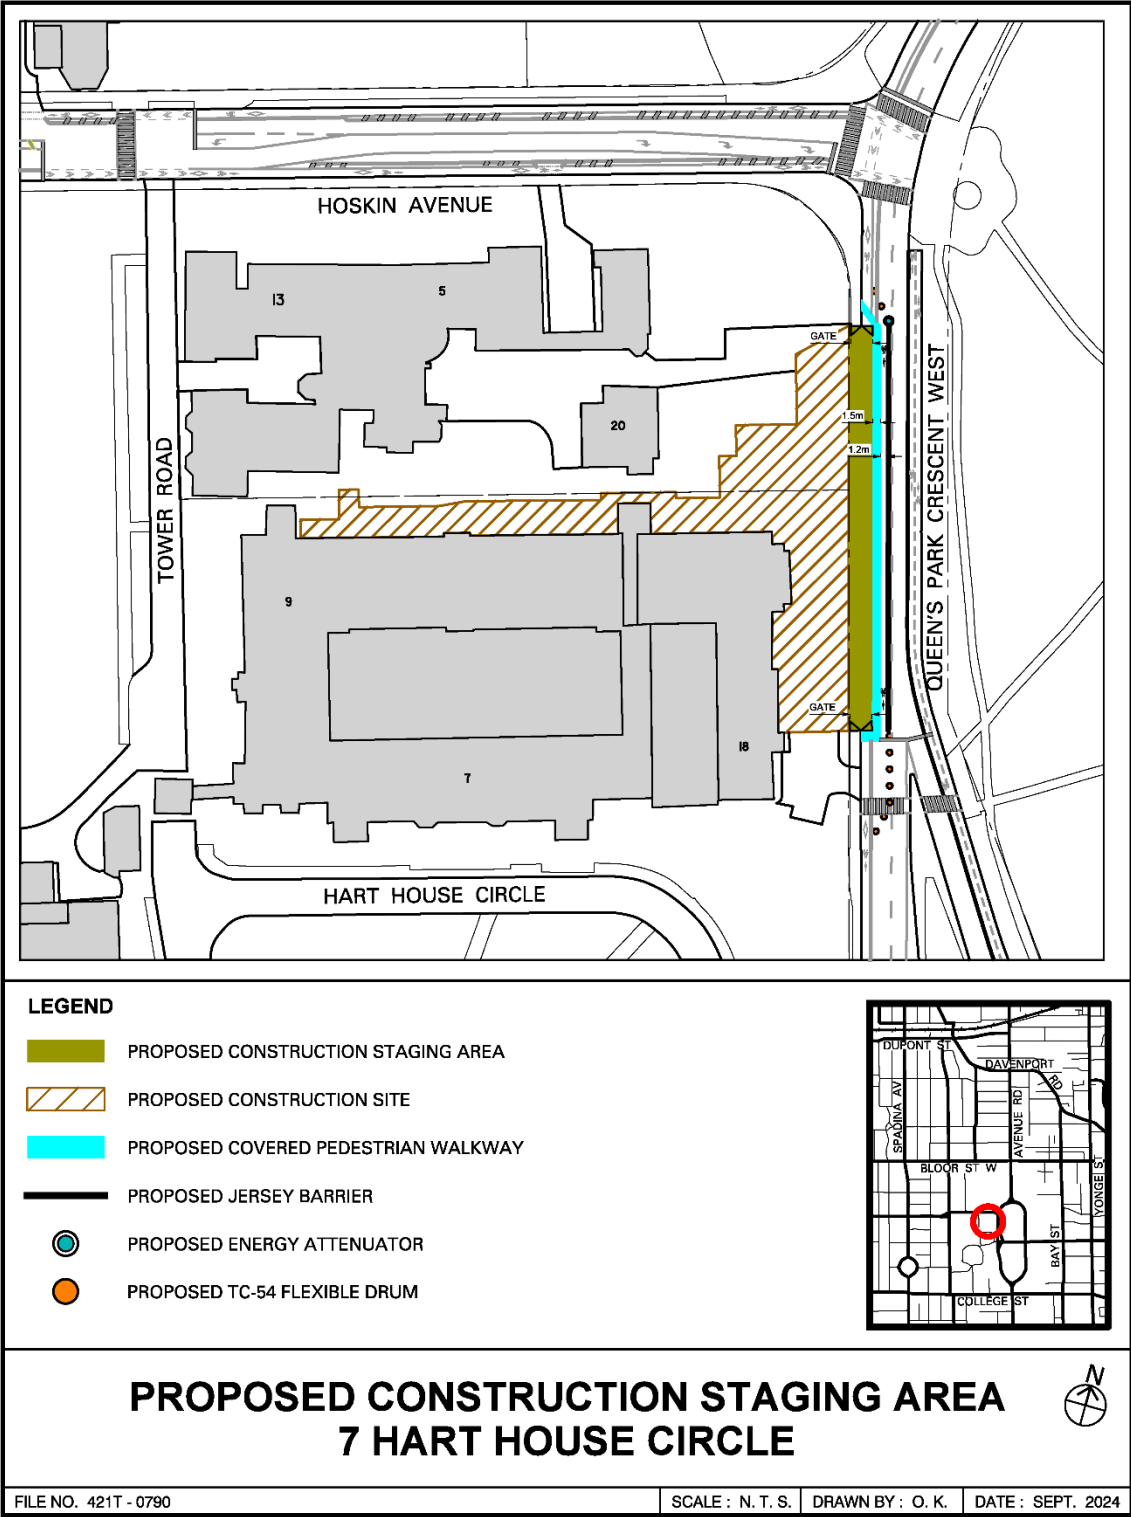 HOSKIN AVENUE
13
5
GATE
20
1.5m
1.2m
TOWER ROAD
QUEEN'S PARK CRESCENT WEST
9
GATE
18
7
HART HOUSE CIRCLE
LEGEND
PROPOSED CONSTRUCTION STAGING AREA
PROPOSED CONSTRUCTION SITE
PROPOSED COVERED PEDESTRIAN WALKWAY
PROPOSED JERSEY BARRIER
PROPOSED ENERGY ATTENUATOR
PROPOSED TC-54 FLEXIBLE DRUM
DUPONT ST
DAVENPORT RD
SPADINA AV
AVENUE RD
BLOOR ST W
YONGE ST
BAY ST
COLLEGE ST
N
PROPOSED CONSTRUCTION STAGING AREA
7 HART HOUSE CIRCLE
FILE NO. 421T - 0790
SCALE : N. T. S.
DRAWN BY : O. K.
DATE : SEPT. 2024